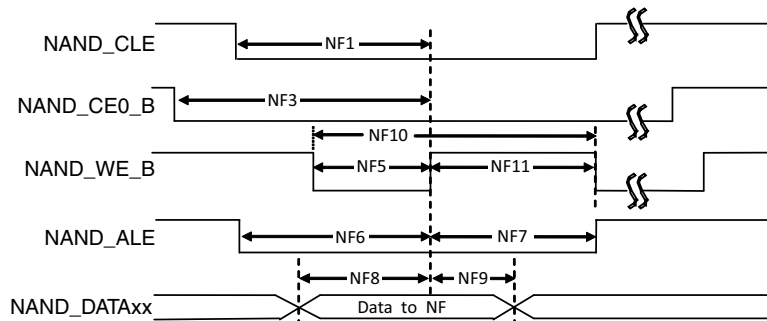 NAND_CLE
NF1
NAND_CE0_B
NF3
NF10
NAND_WE_B
NF5
NF11
NAND_ALE
NF6
NF7
NF8
NF9
NAND_DATAxx
Data to NF